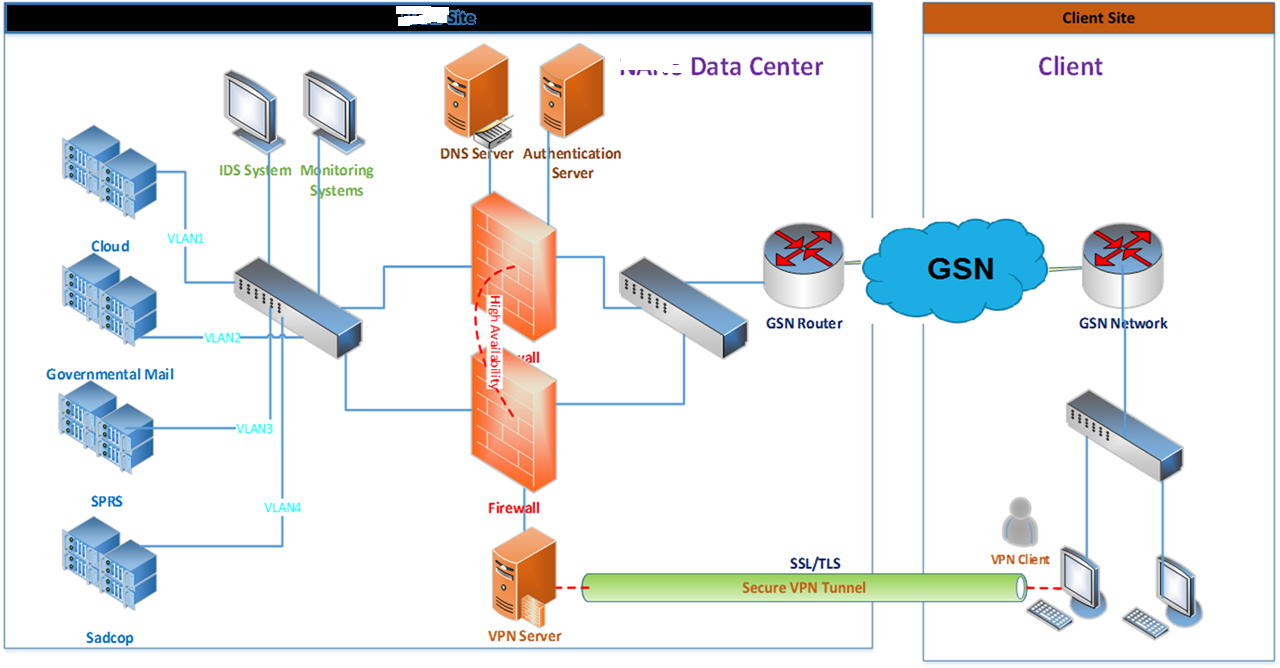 Site
Client Site
Data Center
Client
DNS Server
Authentication
Server
IDS System
Monitoring
Systems
Cloud
VLAN1
GSN
GSN Router
GSN Network
VLAN2
High Availability
Governmental Mail
VLAN3
SPRS
VLAN4
Firewall
SSL/TLS
VPN Client
Secure VPN Tunnel
VPN Server
Sadcop